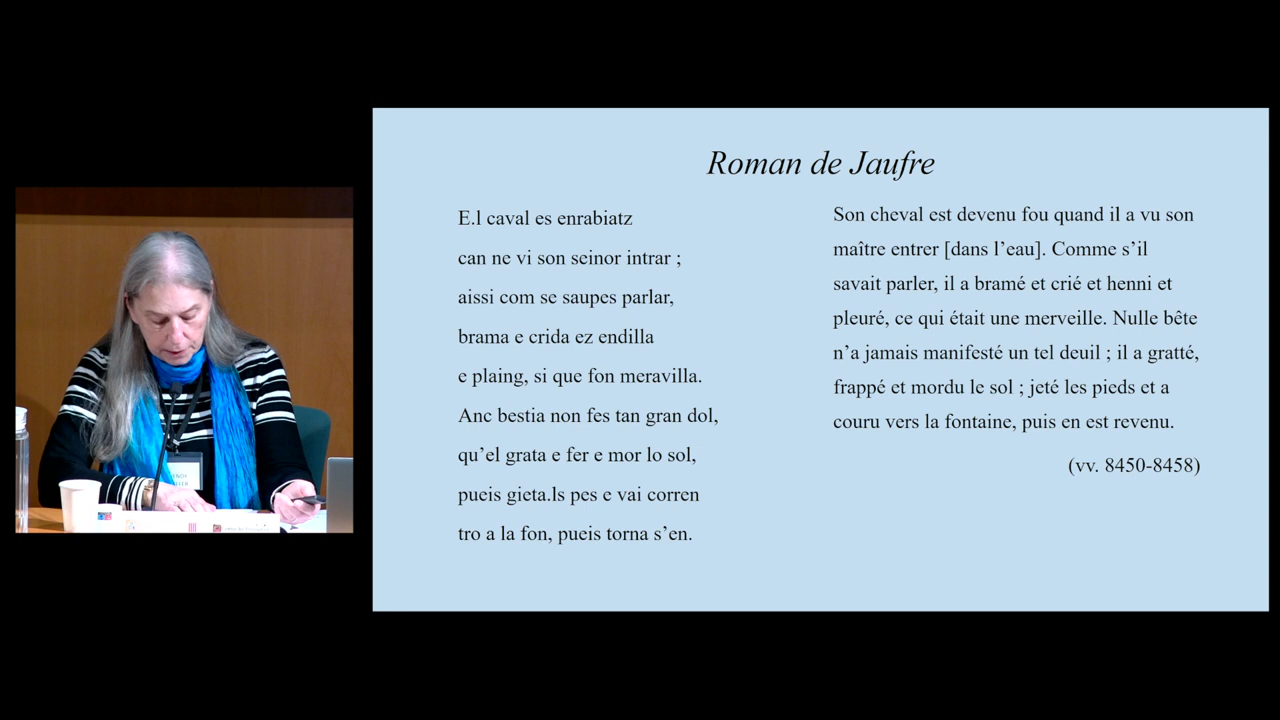 Roman de Jaufre
E.l caval es enrabiatz
can ne vi son seinor intrar ;
aissi com se saupes parlar,
brama e crida ez endilla
e plaing, si que fon meravilla.
Anc bestia non fes tan gran dol,
qu’el grata e fer e mor lo sol,
pueis gieta.ls pes e vai corren
tro a la fon, pueis torna s’en.
Son cheval est devenu fou quand il a vu son
maître entrer [dans l’eau]. Comme s’il
savait parler, il a bramé et crié et henni et
pleuré, ce qui était une merveille. Nulle bête
n’a jamais manifesté un tel deuil ; il a gratté,
frappé et mordu le sol ; jeté les pieds et a
couru vers la fontaine, puis en est revenu.
(vv. 8450-8458)